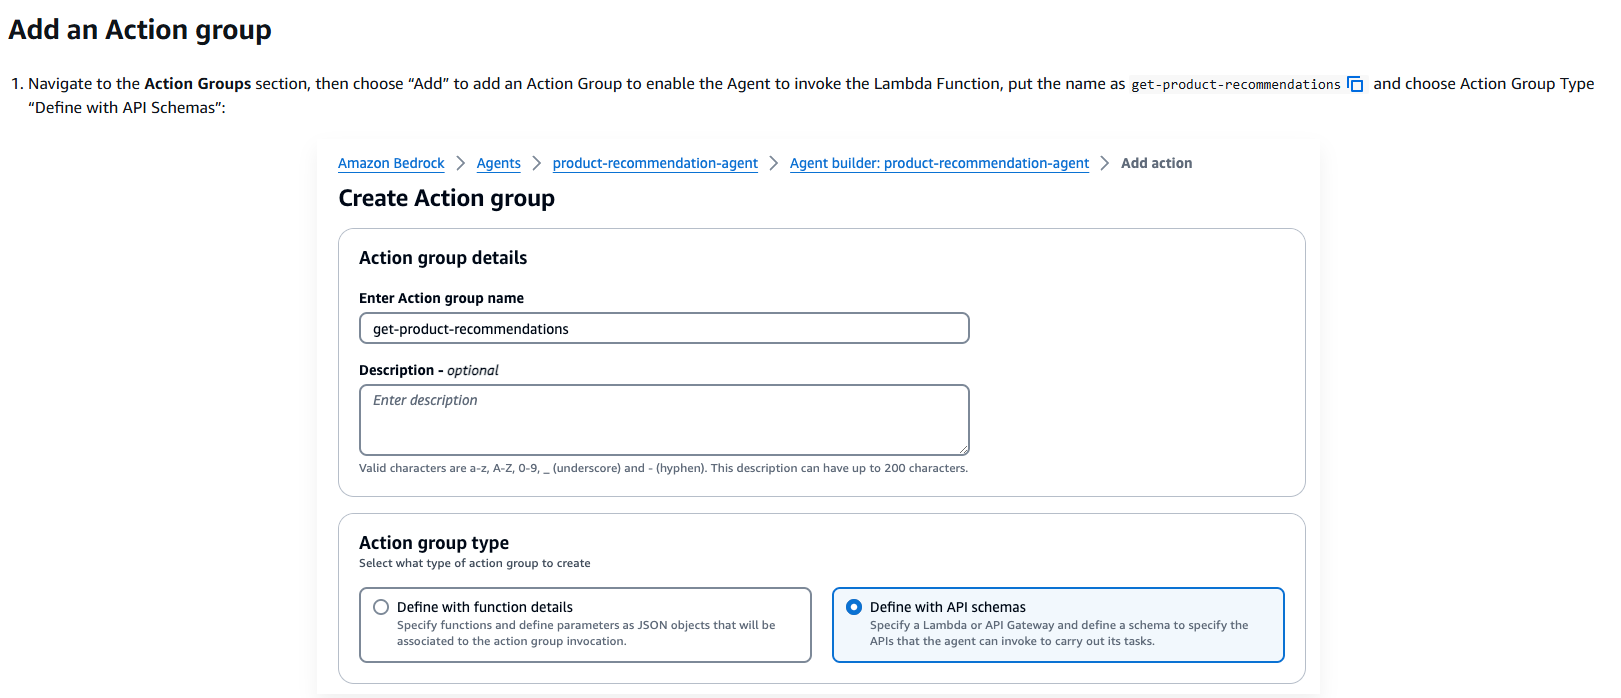 Add an Action group
1. Navigate to the Action Groups section, then choose “Add” to add an Action Group to enable the Agent to invoke the Lambda Function, put the name as get-product-recommendations and choose Action Group Type
“Define with API Schemas”:
Amazon Bedrock > Agents > product-recommendation-agent > Agent builder: product-recommendation-agent > Add action
Create Action group
Action group details
Enter Action group name
get-product-recommendations
Description - optional
Enter description
Valid characters are a-z, A-Z, 0-9, _ (underscore) and - (hyphen). This description can have up to 200 characters.
Action group type
Select what type of action group to create
Define with function details
Specify functions and define parameters as JSON objects that will be
associated to the action group invocation.
Define with API schemas
Specify a Lambda or API Gateway and define a schema to specify the
APIs that the agent can invoke to carry out its tasks.